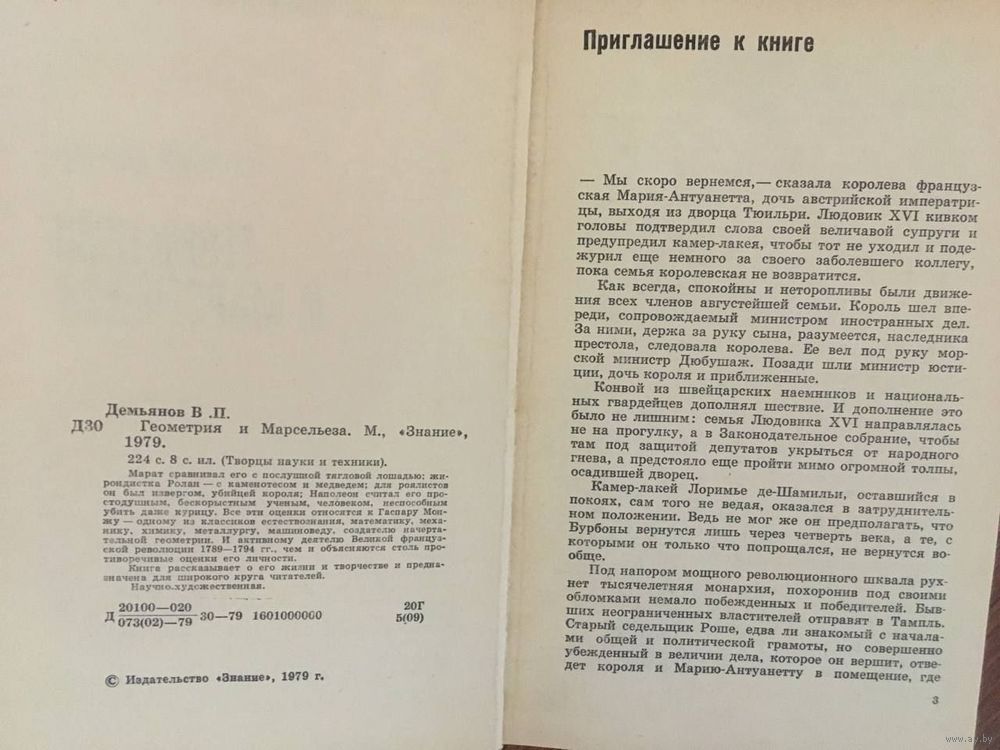 Демьянов В .П.
Д30 Геометрия и Марсельеза. М., «Знание»,
1979.
224 с. 8 с. ил. (Творцы науки и техники).
Марат сравнивал его с послушной тягловой лошадью; жи-
рондистка Ролан — с каменотесом и медведем; для роялистов
он был извергом, убийцей короля; Наполеон считал его про-
стодушным, бескорыстным ученым, человеком, неспособным
убить даже курицу. Все эти оценки относятся к Гаспару Мон-
жу — одному из классиков естествознания, математику, меха-
нику, химику, металлургу, машиноведу, создателю начерта-
тельной геометрии. И активному деятелю Великой француз-
ской революции 1789—1794 гг., чем и объясняются столь про-
тиворечивые оценки его личности.
Книга рассказывает о его жизни и творчестве и предна-
значена для широкого круга читателей.
Научно-художественная.
Д 20100—020 30—79 1601000000 20Г
073(02)—79 5(09)
© Издательство «Знание», 1979 г.
Приглашение к книге
— Мы скоро вернемся,— сказала королева француз-
ская Мария-Антуанетта, дочь австрийской императри-
цы, выходя из дворца Тюильри. Людовик XVI кивком
головы подтвердил слова своей величавой супруги и
предупредил камер-лакея, чтобы тот не уходил и поде-
журил еще немного за своего заболевшего коллегу,
пока семья королевская не возвратится.
Как всегда, спокойны и неторопливы были движе-
ния всех членов августейшей семьи. Король шел впе-
реди, сопровождаемый министром иностранных дел.
За ними, держа за руку сына, разумеется, наследника
престола, следовала королева. Ее вел под руку мор-
ской министр Дюбушаж. Позади шли министр юсти-
ции, дочь короля и приближенные.
Конвой из швейцарских наемников и националь-
ных гвардейцев дополнял шествие. И дополнение это
было не лишним: семья Людовика XVI направлялась
не на прогулку, а в Законодательное собрание, чтобы
там под защитой депутатов укрыться от народного
гнева, а предстояло еще пройти мимо огромной толпы,
осадившей дворец.
Камер-лакей Лоримье де-Шамильи, оставшийся в
покоях, сам того не ведая, оказался в затруднитель-
ном положении. Ведь не мог же он предполагать, что
Бурбоны вернутся лишь через четверть века, а те, с
которыми он только что попрощался, не вернутся во-
обще.
Под напором мощного революционного шквала рух-
нет тысячелетняя монархия, похоронив под своими
обломками немало побежденных и победителей. Быв-
ших неограниченных властителей отправят в Тампль.
Старый седельщик Роше, едва ли знакомый с начала-
ми общей и политической грамоты, но совершенно
убежденный в величии дела, которое он вершит, отве-
дет короля и Марию-Антуанетту в помещение, где
3
www.ay.by